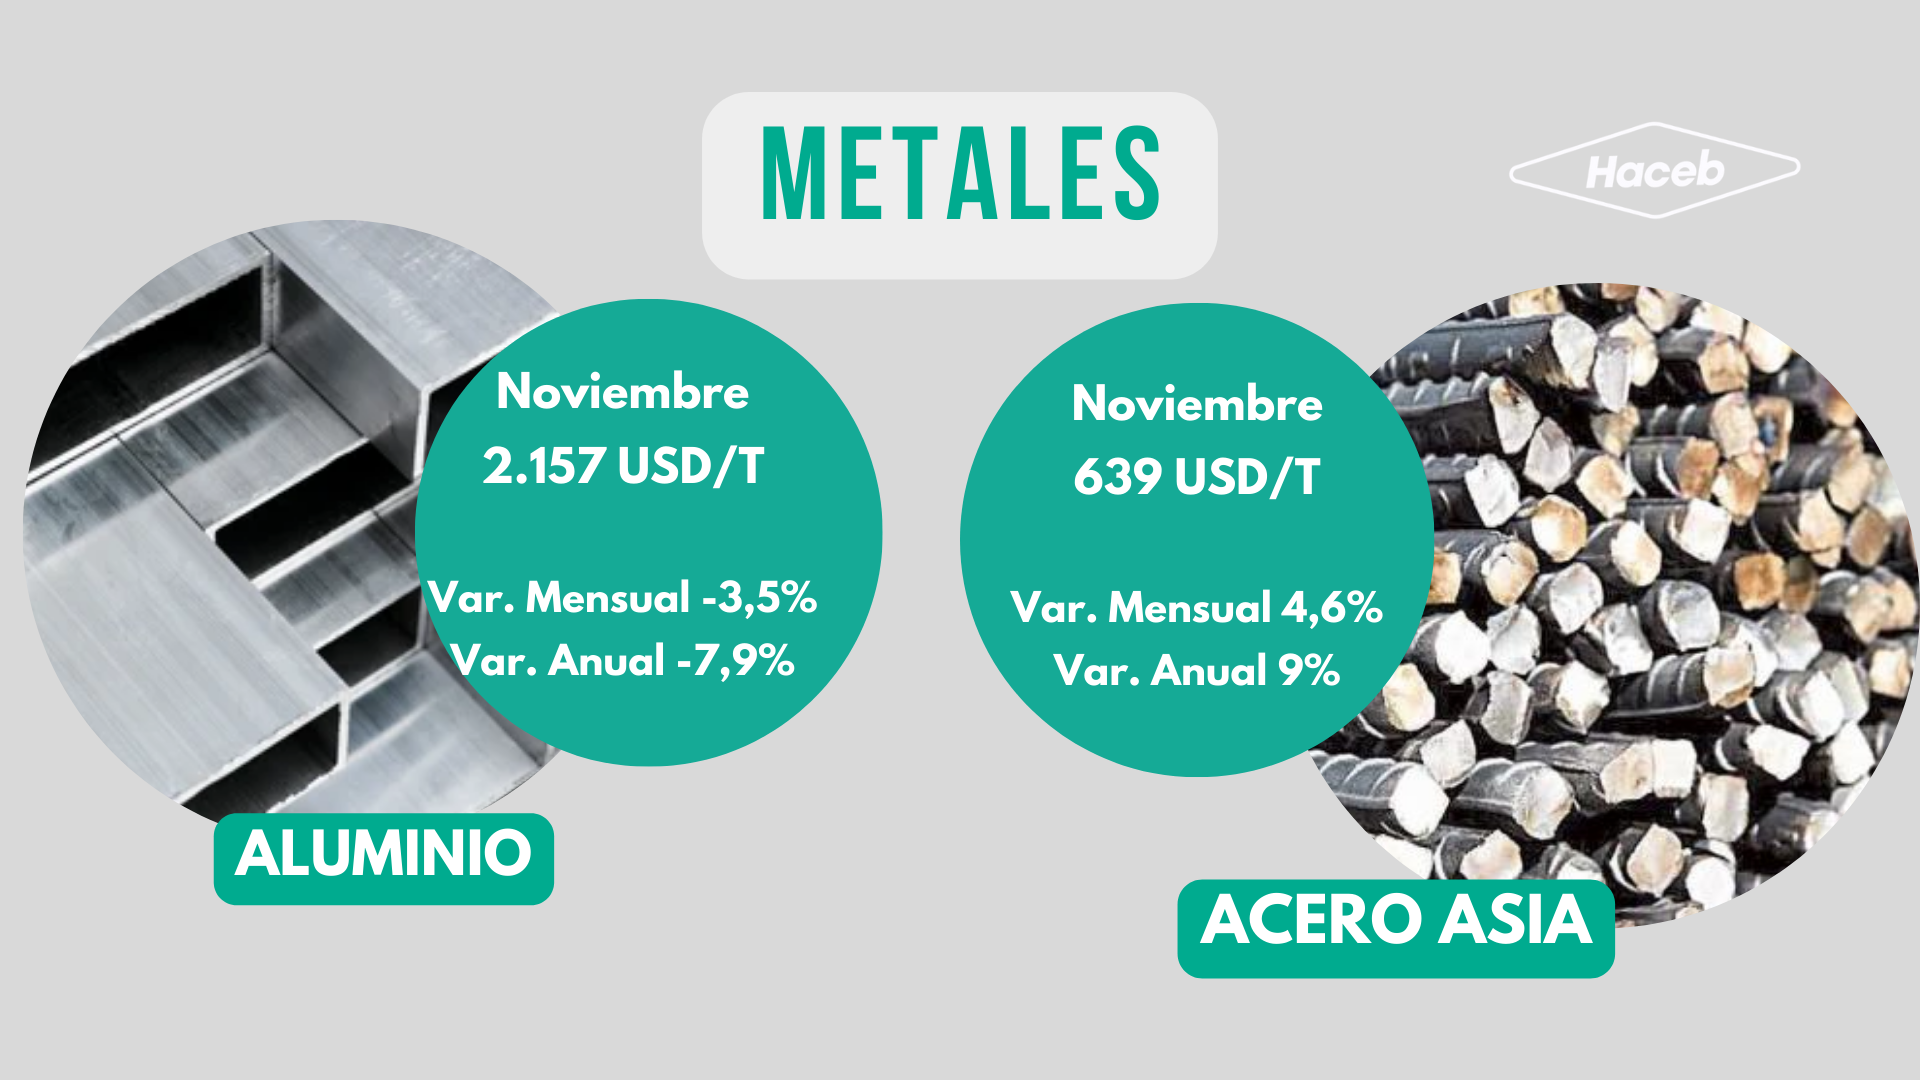 METALES
Haceb
Noviembre
2.157 USD/T
Var. Mensual -3,5%
Var. Anual -7,9%
ALUMINIO
Noviembre
639 USD/T
Var. Mensual 4,6%
Var. Anual 9%
ACERO ASIA